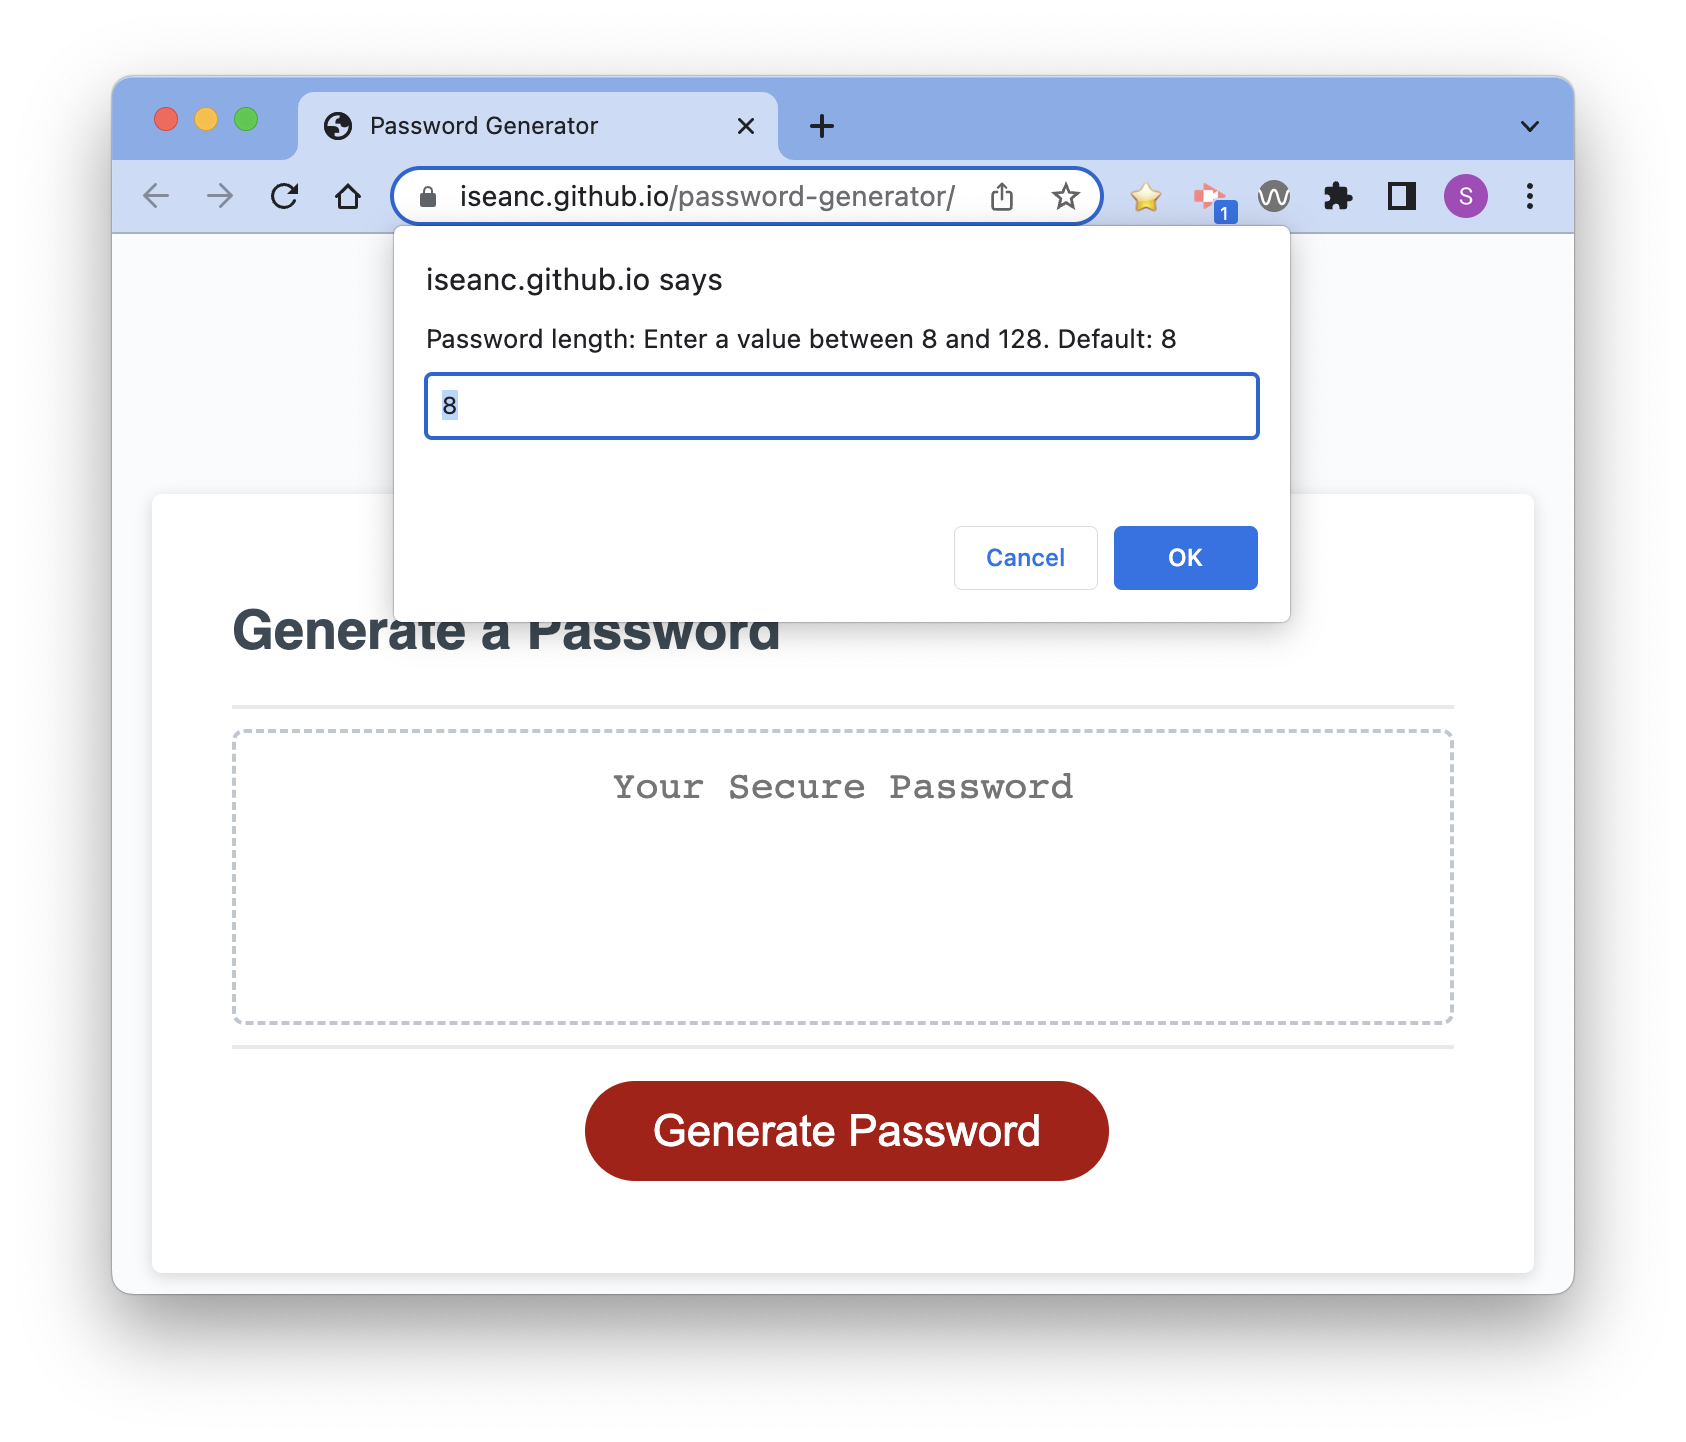 Password Generator
iseanc.github.io/password-generator/
1
S
iseanc.github.io says
Password length: Enter a value between 8 and 128. Default: 8
8
Cancel
OK
Generate a Password
Your Secure Password
Generate Password